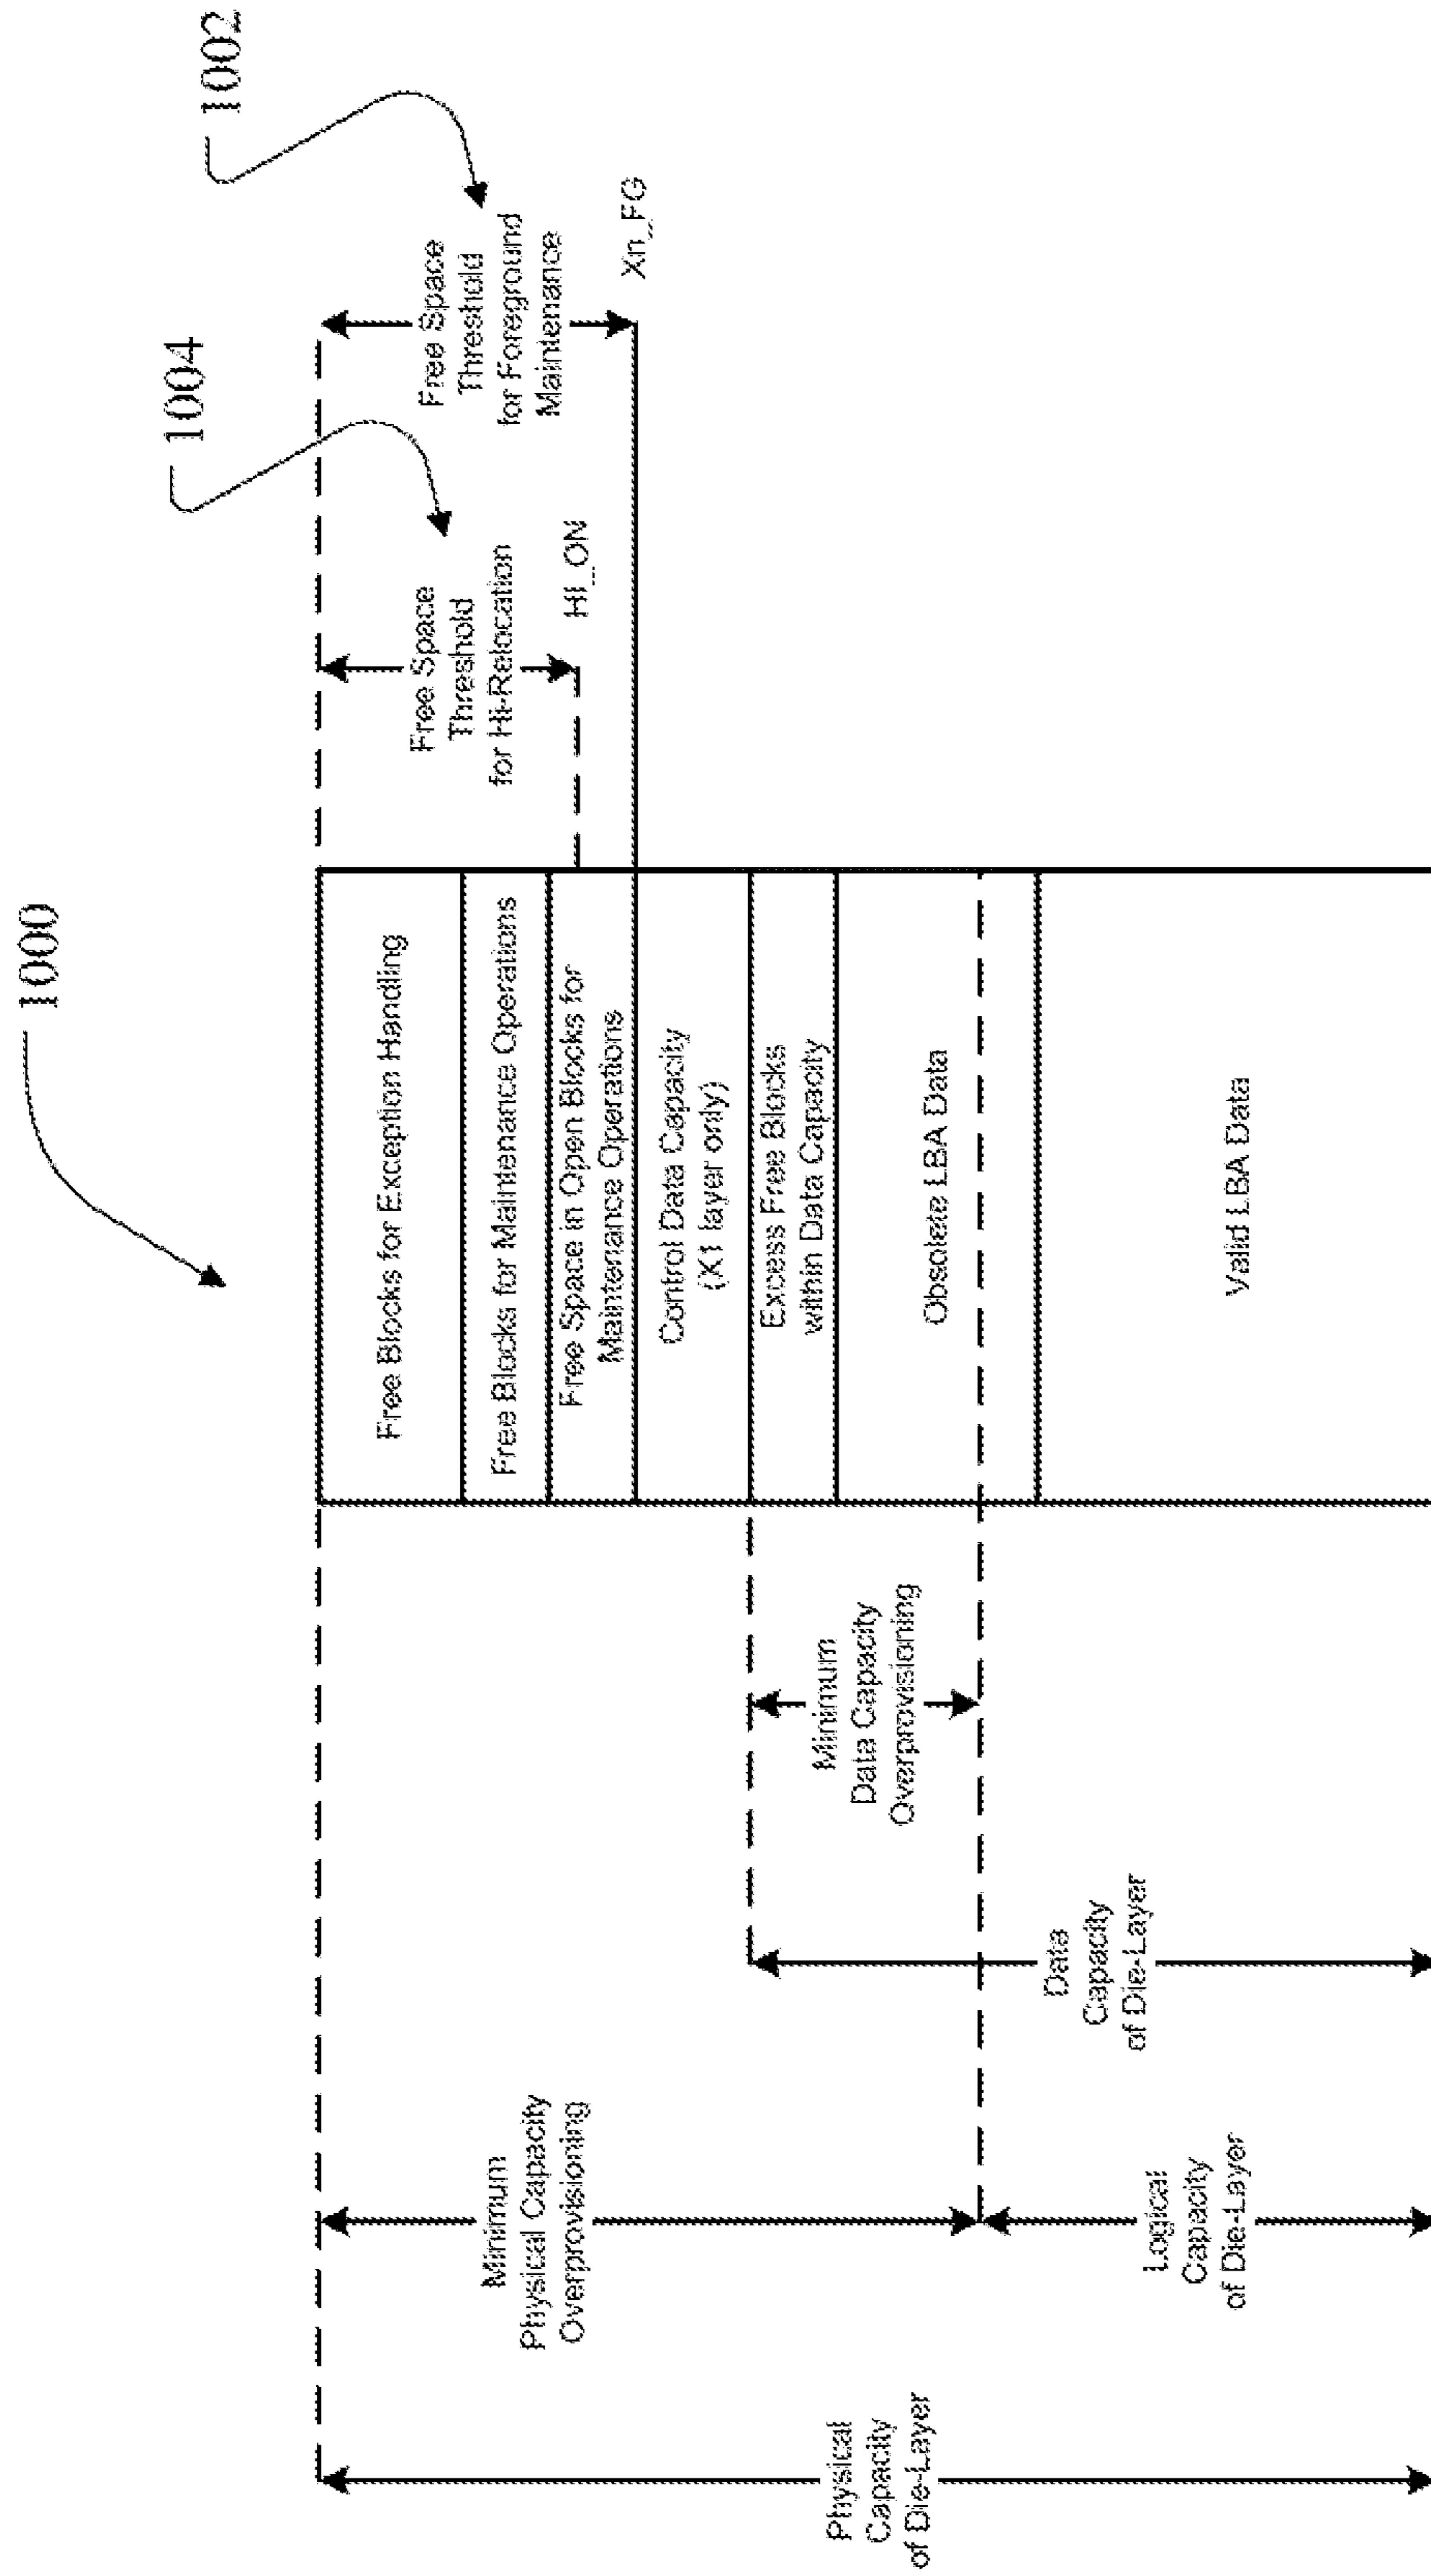 1000
1002
1004
Physical
Capacity
of Die-Layer
Minimum
Physical Capacity
Overprovisioning
Logical
Capacity
of Die-Layer
Data
Capacity
of Die-Layer
Minimum
Data Capacity
Overprovisioning
Free Blocks for Exception Handling
Free Blocks for Maintenance Operations
Free Space in Open Blocks for
Maintenance Operations
Control Data Capacity
(X1 layer only)
Excess Free Blocks
within Data Capacity
Obsolete LBA Data
Valid LBA Data
Free Space
Threshold
for Hi-Relocation
HI_ON
Free Space
Threshold
for Foreground
Maintenance
Xn_FG